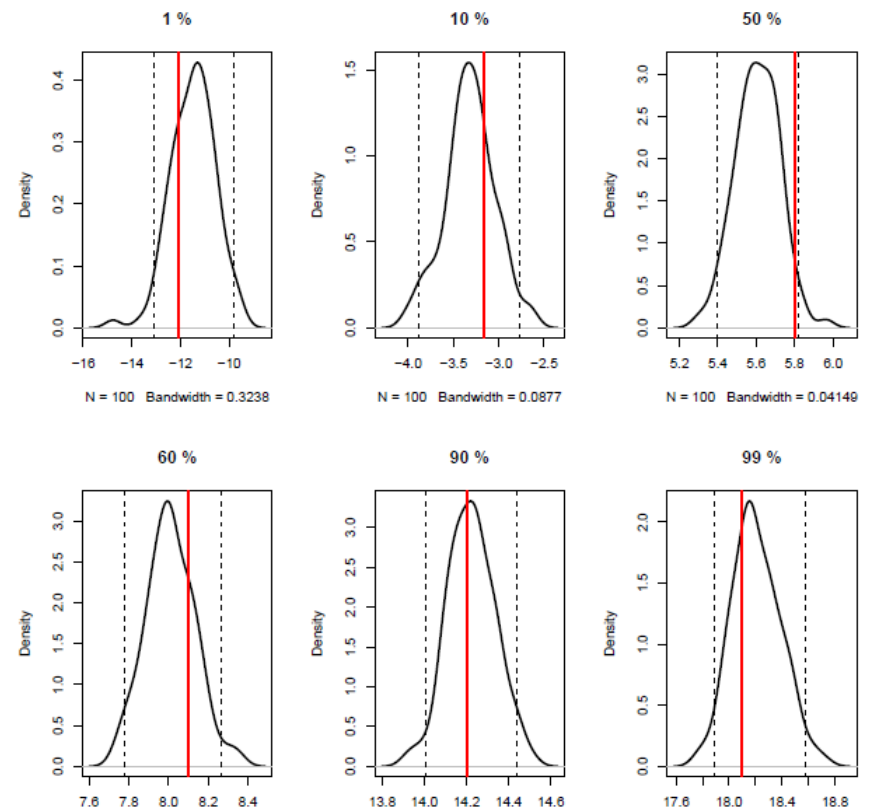 1 % 10 % 50 %
Density 0.0 0.1 0.2 0.3 0.4
Density 0.0 0.5 1.0 1.5
Density 0.0 0.5 1.0 1.5 2.0 2.5 3.0
−16 −14 −12 −10
−4.0 −3.5 −3.0 −2.5
5.2 5.4 5.6 5.8 6.0
N = 100 Bandwidth = 0.3238
N = 100 Bandwidth = 0.0877
N = 100 Bandwidth = 0.04149
60 % 90 % 99 %
Density 0.0 0.5 1.0 1.5 2.0 2.5 3.0
Density 0.0 0.5 1.0 1.5 2.0 2.5 3.0
Density 0.0 0.5 1.0 1.5 2.0
7.6 7.8 8.0 8.2 8.4
13.8 14.0 14.2 14.4 14.6
17.6 18.0 18.4 18.8